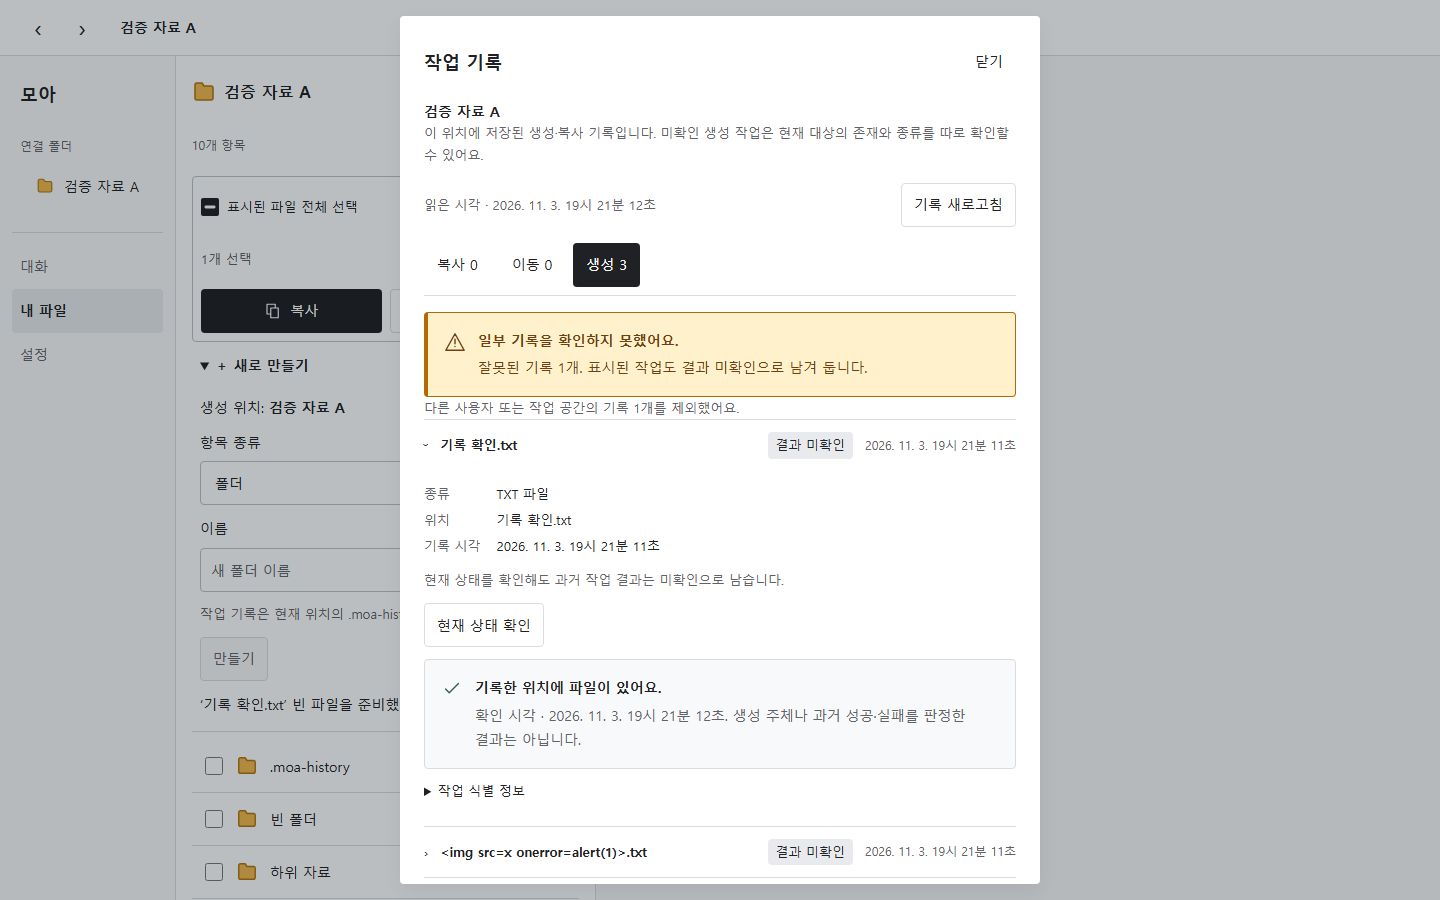 검증 자료 A
모아
연결 폴더
검증 자료 A
대화
내 파일
설정
검증 자료 A
10개 항목
표시된 파일 전체 선택
1개 선택
복사
+ 새로 만들기
생성 위치: 검증 자료 A
항목 종류
폴더
이름
새 폴더 이름
작업 기록은 현재 위치의 .moa-hist
만들기
‘기록 확인.txt’ 빈 파일을 준비했
.moa-history
빈 폴더
하위 자료
작업 기록
닫기
검증 자료 A
이 위치에 저장된 생성·복사 기록입니다. 미확인 생성 작업은 현재 대상의 존재와 종류를 따로 확인할
수 있어요.
읽은 시각 · 2026. 11. 3. 19시 21분 12초
기록 새로고침
복사 0
이동 0
생성 3
일부 기록을 확인하지 못했어요.
잘못된 기록 1개. 표시된 작업도 결과 미확인으로 남겨 둡니다.
다른 사용자 또는 작업 공간의 기록 1개를 제외했어요.
기록 확인.txt
결과 미확인
2026. 11. 3. 19시 21분 11초
종류 TXT 파일
위치 기록 확인.txt
기록 시각 2026. 11. 3. 19시 21분 11초
현재 상태를 확인해도 과거 작업 결과는 미확인으로 남습니다.
현재 상태 확인
기록한 위치에 파일이 있어요.
확인 시각 · 2026. 11. 3. 19시 21분 12초. 생성 주체나 과거 성공·실패를 판정한
결과는 아닙니다.
작업 식별 정보
<img src=x onerror=alert(1)>.txt
결과 미확인
2026. 11. 3. 19시 21분 11초